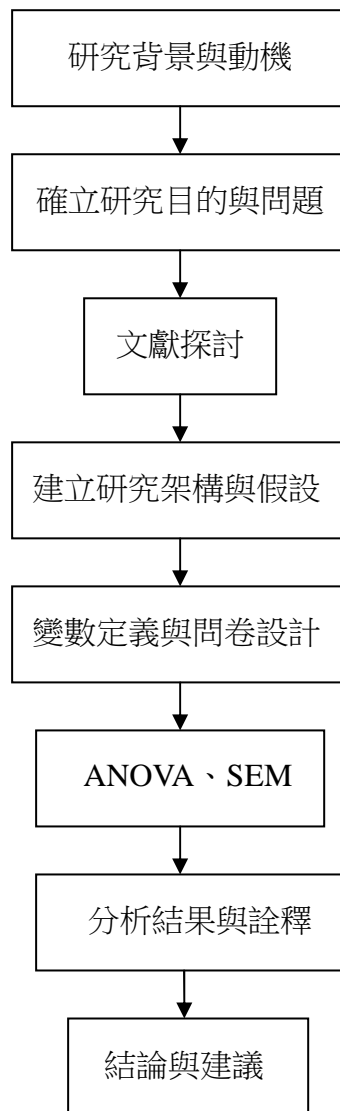 研究背景與動機
確立研究目的與問題
文獻探討
建立研究架構與假設
變數定義與問卷設計
ANOVA、SEM
分析結果與詮釋
結論與建議